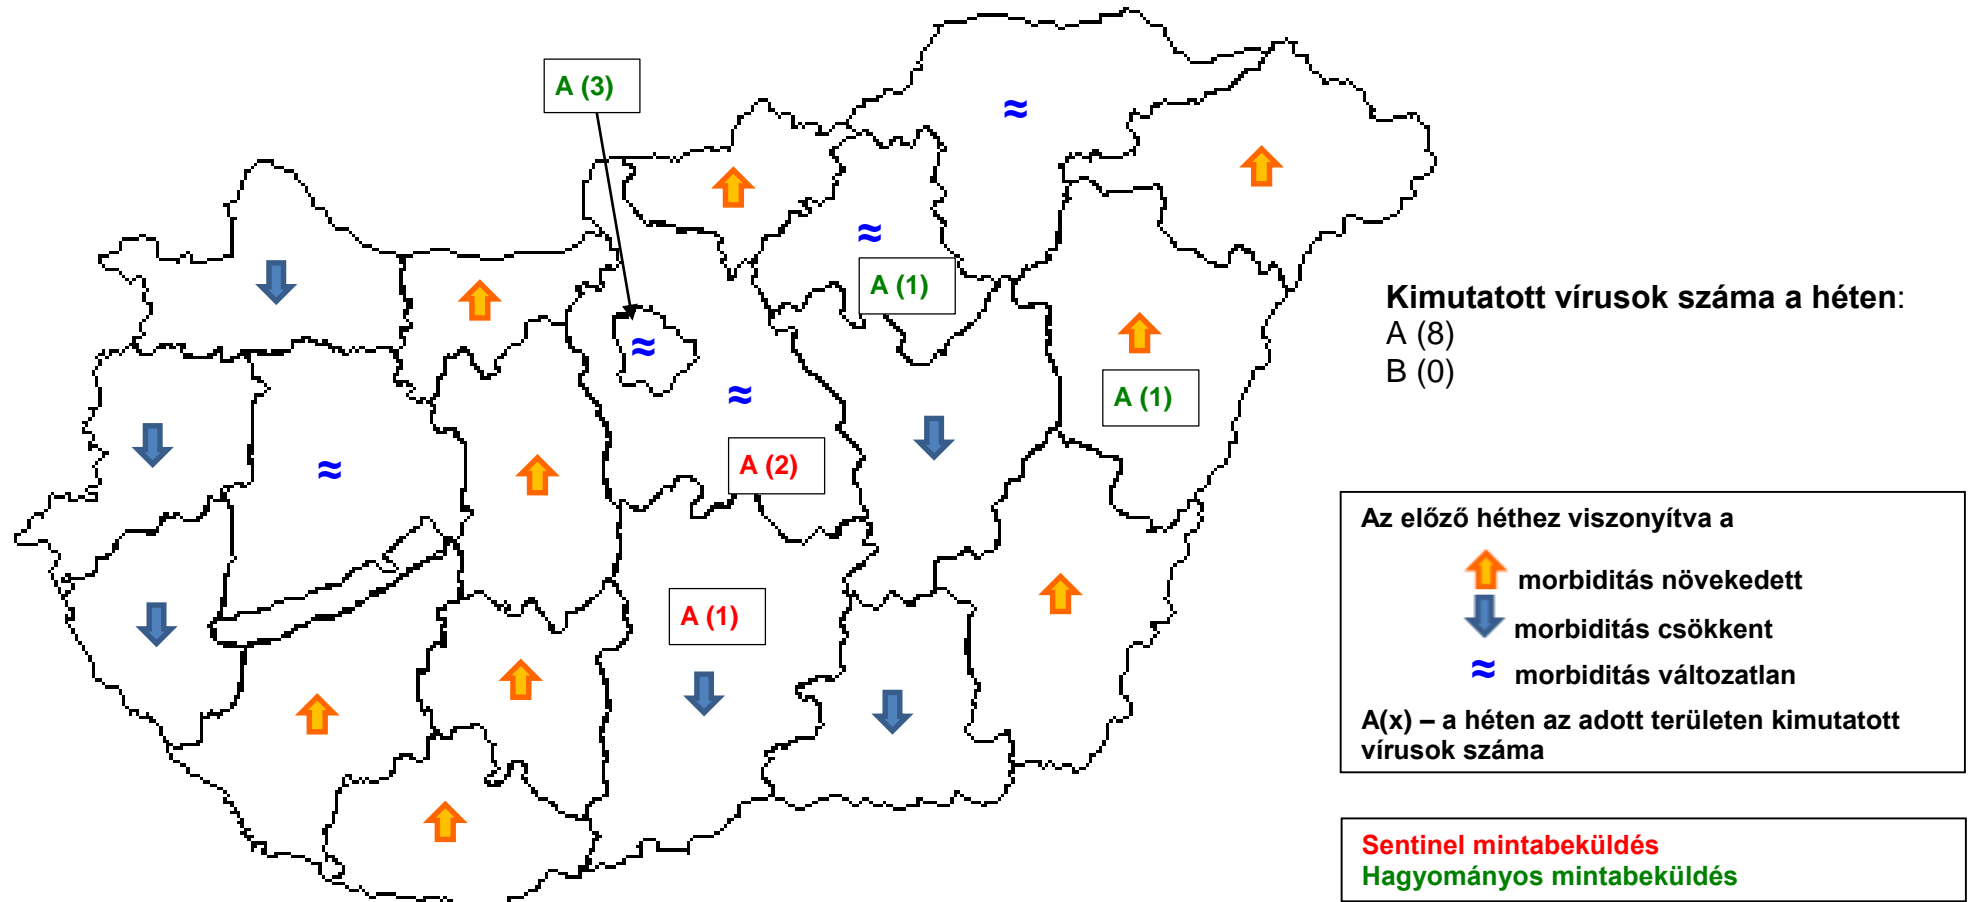 A (3)
≈
≈
A (1)
≈
≈
A (1)
A (2)
≈
A (1)
Kimutatott vírusok száma a héten:
A (8)
B (0)
Az előző héthez viszonyítva a
morbiditás növekedett
morbiditás csökkent
≈ morbiditás változatlan
A(x) – a héten az adott területen kimutatott
vírusok száma
Sentinel mintabeküldés
Hagyományos mintabeküldés